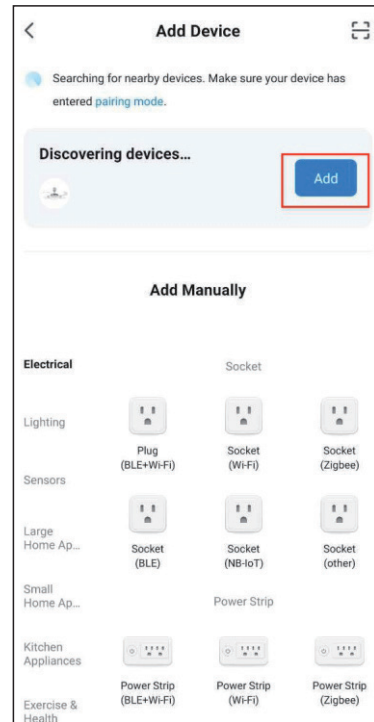 Add Device
Searching for nearby devices. Make sure your device has
entered pairing mode.
Discovering devices...
Add
Add Manually
Electrical
Socket
Lighting
Plug
(BLE+Wi-Fi)
Socket
(Wi-Fi)
Socket
(Zigbee)
Sensors
Large
Home Ap...
Socket
(BLE)
Socket
(NB-IoT)
Socket
(other)
Small
Home Ap...
Power Strip
Kitchen
Appliances
Power Strip
(BLE+Wi-Fi)
Power Strip
(Wi-Fi)
Power Strip
(Zigbee)
Exercise &
Health